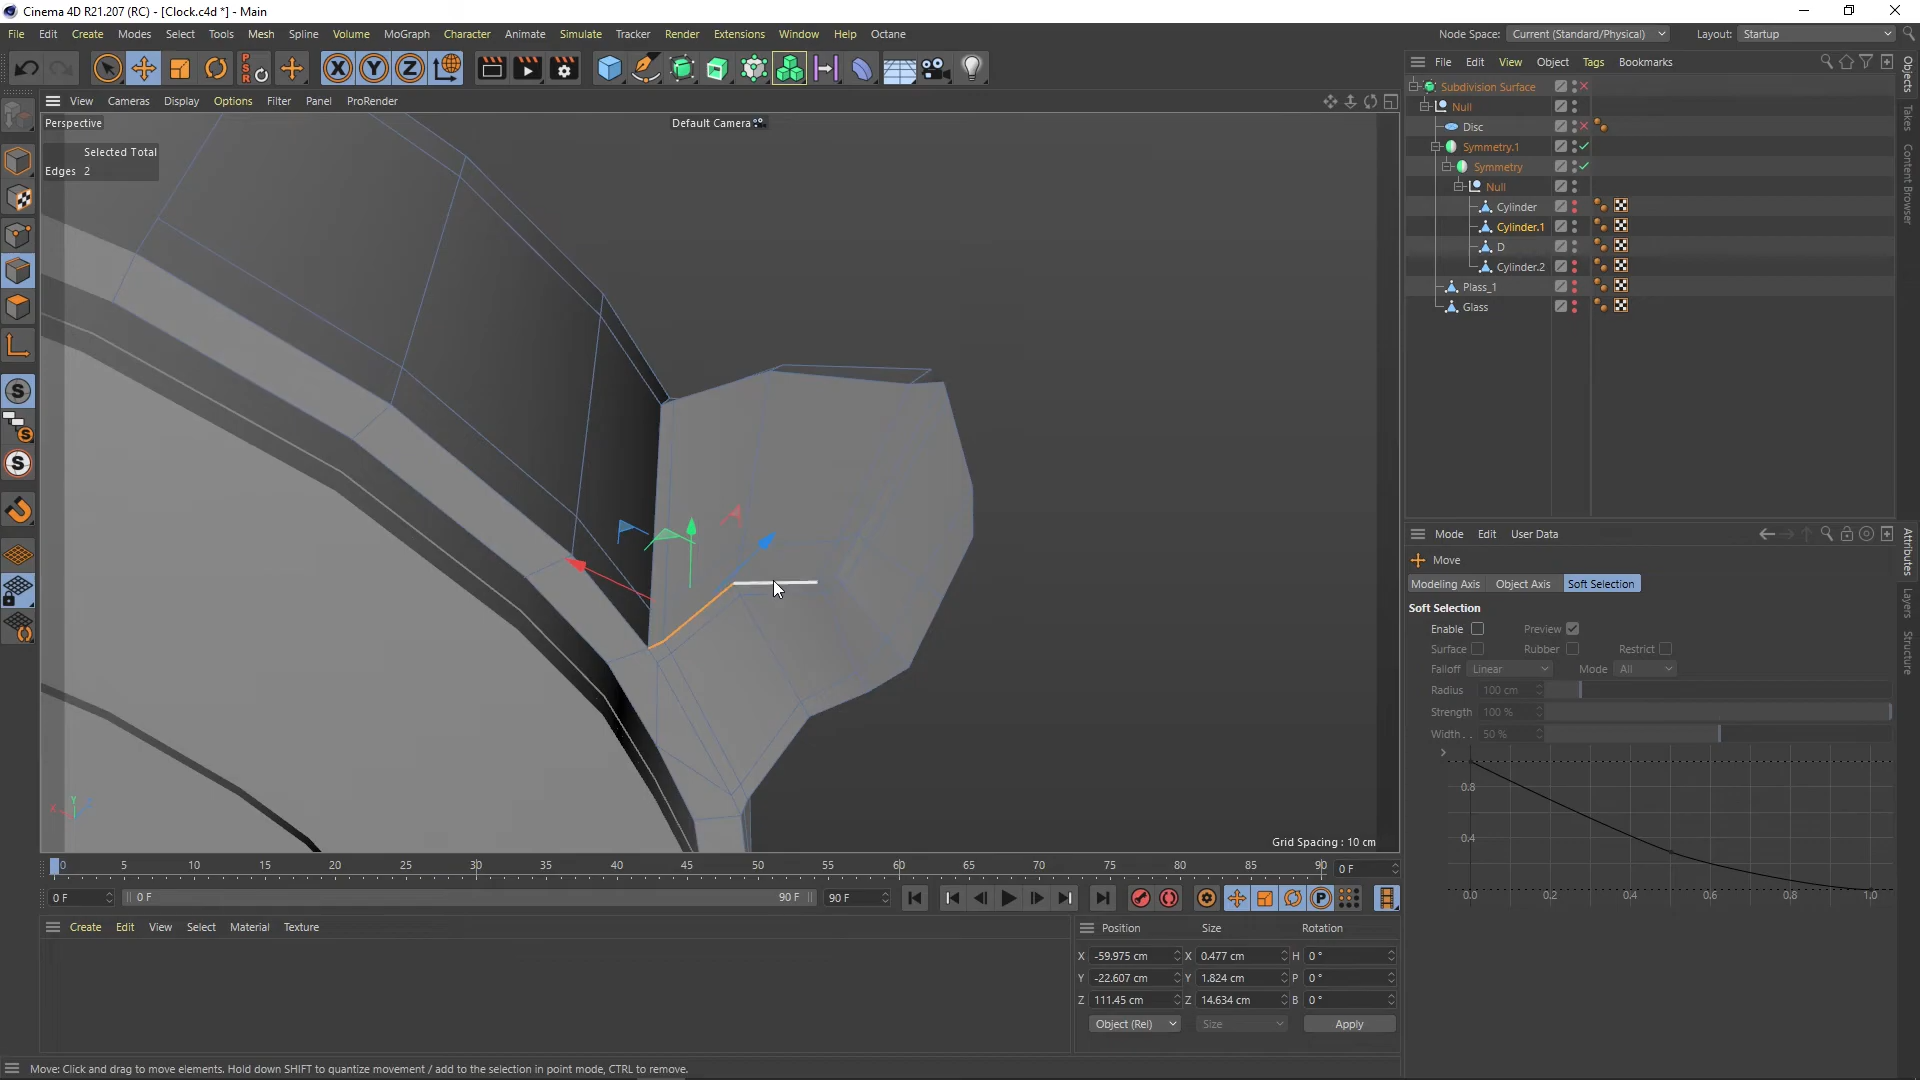 Cinema 4D R21.207 (RC) - [Clock.c4d *] - Main
File Edit Create Modes Select Tools Mesh Spline Volume MoGraph Character Animate Simulate Tracker Render Extensions Window Help Octane
Node Space: Current (Standard/Physical) Layout: Startup
View Cameras Display Options Filter Panel ProRender
Perspective
Default Camera
Selected Total
Edges 2
File Edit View Object Tags Bookmarks
Subdivision Surface
Null
Disc
Symmetry.1
Symmetry
Null
Cylinder
Cylinder.1
D
Cylinder.2
Plass_1
Glass
Objects
Takes
Content Browser
Structure
Attributes
Layers
Mode Edit User Data
Move
Modeling Axis Object Axis Soft Selection
Soft Selection
Enable Preview
Surface Rubber Restrict
Falloff Linear Mode All
Radius 100 cm
Strength 100 %
Width. . 50 %
0.8
0.4
0.0 0.2 0.4 0.6 0.8 1.0
Grid Spacing : 10 cm
X Y Z
0 5 10 15 20 25 30 35 40 45 50 55 60 65 70 75 80 85 90 0 F
0 F 0 F 90 F 90 F
Create Edit View Select Material Texture
Position Size Rotation
X -59.975 cm X 0.477 cm H 0 °
Y -22.607 cm Y 1.824 cm P 0 °
Z 111.45 cm Z 14.634 cm B 0 °
Object (Rel) Size Apply
Move: Click and drag to move elements. Hold down SHIFT to quantize movement / add to the selection in point mode, CTRL to remove.